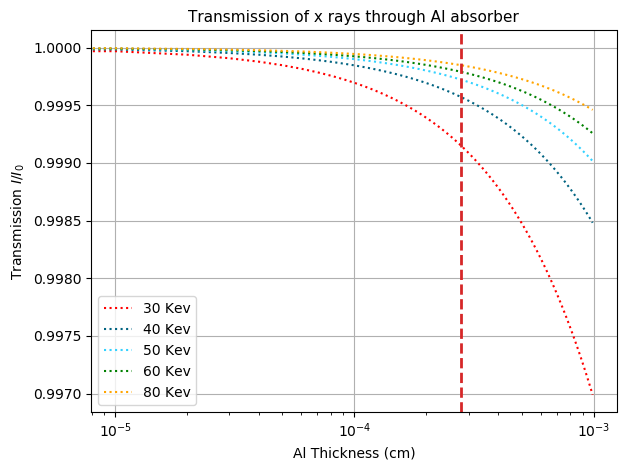 Transmission of x rays through Al absorber
1.0000
0.9995
0.9990
0.9985
0.9980
0.9975
0.9970
Transmission I/I₀
30 Kev
40 Kev
50 Kev
60 Kev
80 Kev
10⁻⁵
10⁻⁴
10⁻³
Al Thickness (cm)